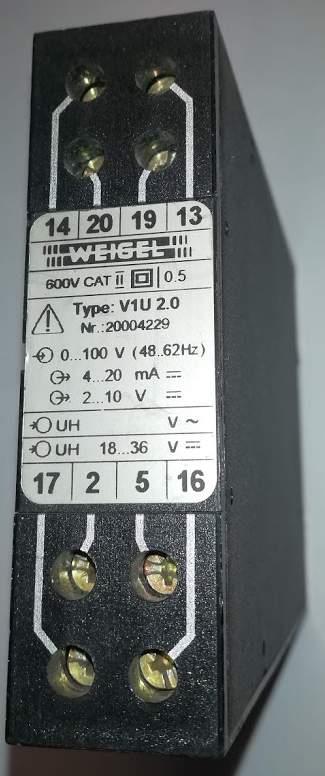 14 20 19 13
WEIGEL
600V CAT II 0.5
Type: V1U 2.0
Nr.:20004229
0...100 V (48..62Hz)
4...20 mA ⎓
2...10 V ⎓
UH V ~
UH 18...36 V ⎓
17 2 5 16